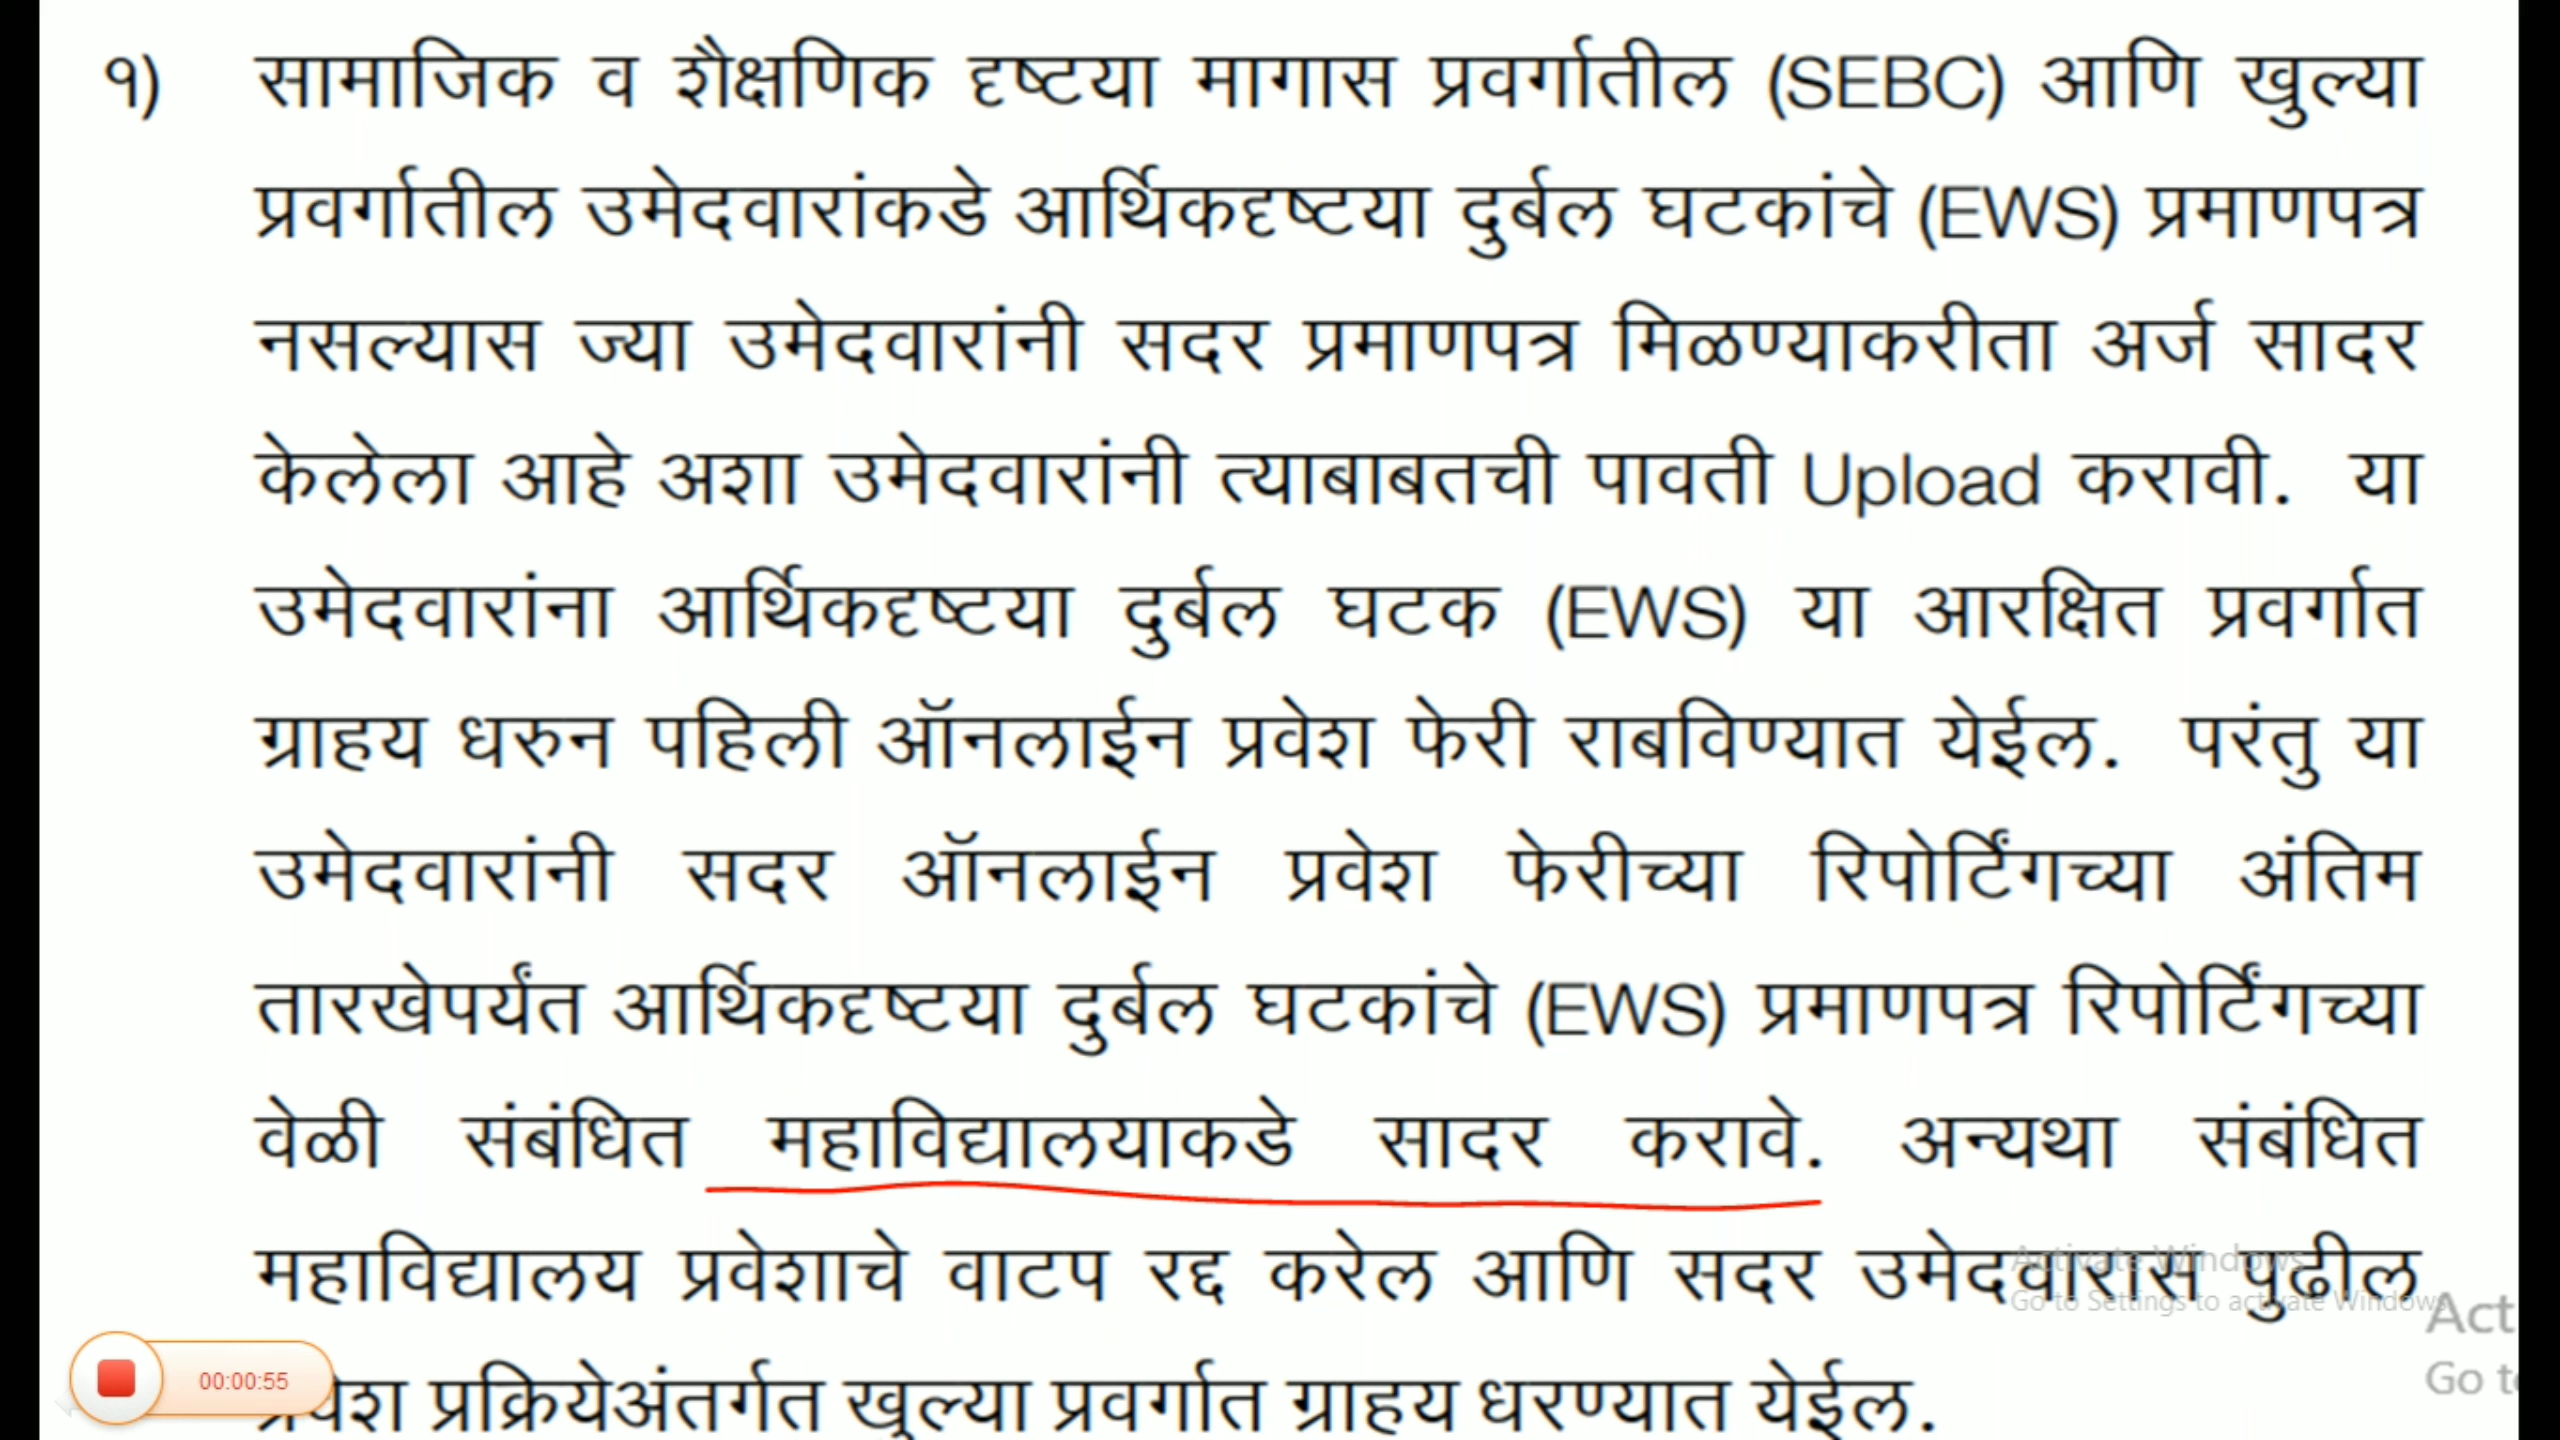 १) सामाजिक व शैक्षणिक दृष्टया मागास प्रवर्गातील (SEBC) आणि खुल्या
प्रवर्गातील उमेदवारांकडे आर्थिकदृष्टया दुर्बल घटकांचे (EWS) प्रमाणपत्र
नसल्यास ज्या उमेदवारांनी सदर प्रमाणपत्र मिळण्याकरीता अर्ज सादर
केलेला आहे अशा उमेदवारांनी त्याबाबतची पावती Upload करावी. या
उमेदवारांना आर्थिकदृष्टया दुर्बल घटक (EWS) या आरक्षित प्रवर्गात
ग्राहय धरुन पहिली ऑनलाईन प्रवेश फेरी राबविण्यात येईल. परंतु या
उमेदवारांनी सदर ऑनलाईन प्रवेश फेरीच्या रिपोर्टिंगच्या अंतिम
तारखेपर्यंत आर्थिकदृष्टया दुर्बल घटकांचे (EWS) प्रमाणपत्र रिपोर्टिंगच्या
वेळी संबंधित महाविद्यालयाकडे सादर करावे. अन्यथा संबंधित
महाविद्यालय प्रवेशाचे वाटप रद्द करेल आणि सदर उमेदवारास पुढील
प्रवेश प्रक्रियेअंतर्गत खुल्या प्रवर्गात ग्राहय धरण्यात येईल.
Activate Windows
Go to Settings to activate Windows.
Act
Go to
00:00:55